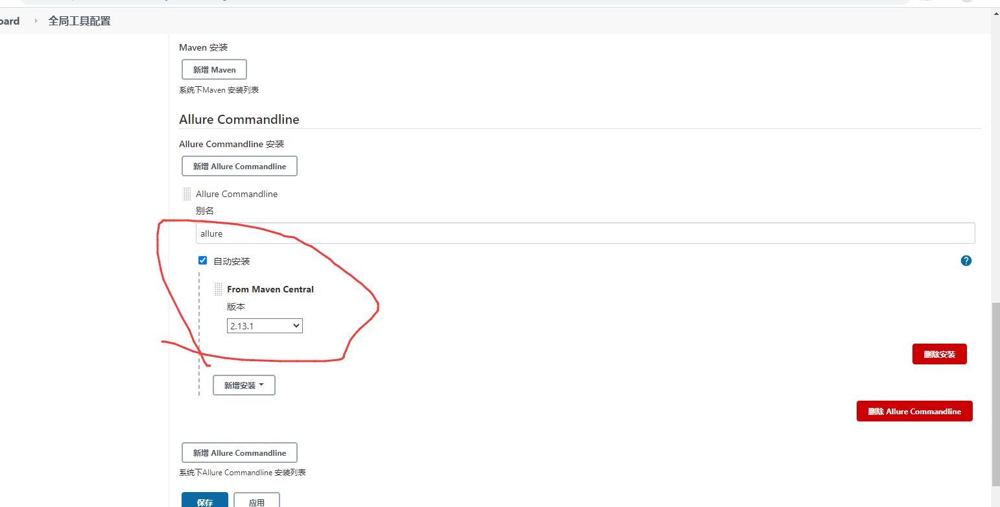 oard 全局工具配置
Maven 安装
新增 Maven
系统下Maven 安装列表
Allure Commandline
Allure Commandline 安装
新增 Allure Commandline
Allure Commandline
别名
allure
自动安装
?
From Maven Central
版本
2.13.1
删除安装
新增安装
删除 Allure Commandline
新增 Allure Commandline
系统下Allure Commandline 安装列表
保存 应用